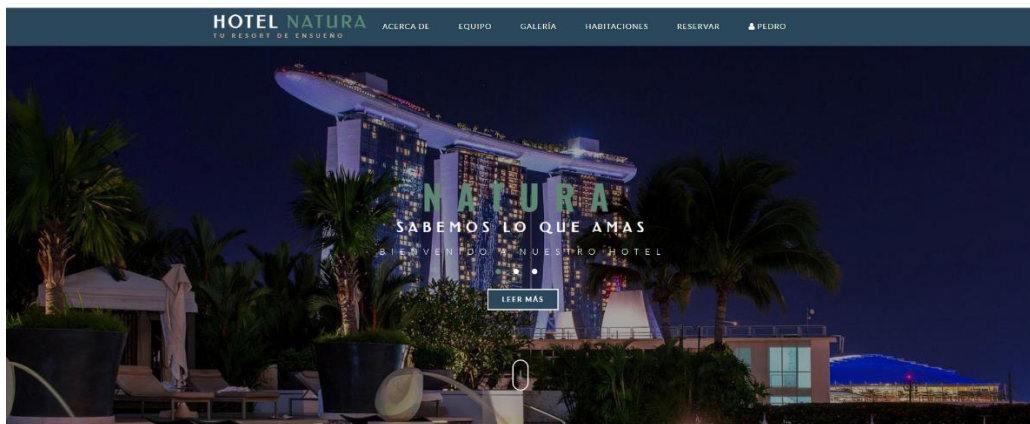 HOTEL NATURA
TU RESORT DE ENSUEÑO
ACERCA DE EQUIPO GALERÍA HABITACIONES RESERVAR PEDRO
NATURA
SABEMOS LO QUE AMAS
BIENVENIDO A NUESTRO HOTEL
LEER MÁS